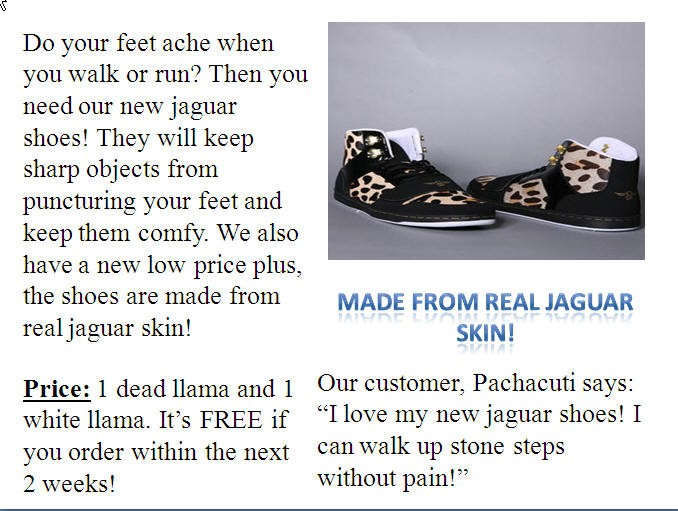 Do your feet ache when
you walk or run? Then you
need our new jaguar
shoes! They will keep
sharp objects from
puncturing your feet and
keep them comfy. We also
have a new low price plus,
the shoes are made from
real jaguar skin!
MADE FROM REAL JAGUAR
SKIN!
Price: 1 dead llama and 1
white llama. It’s FREE if
you order within the next
2 weeks!
Our customer, Pachacuti says:
“I love my new jaguar shoes! I
can walk up stone steps
without pain!”